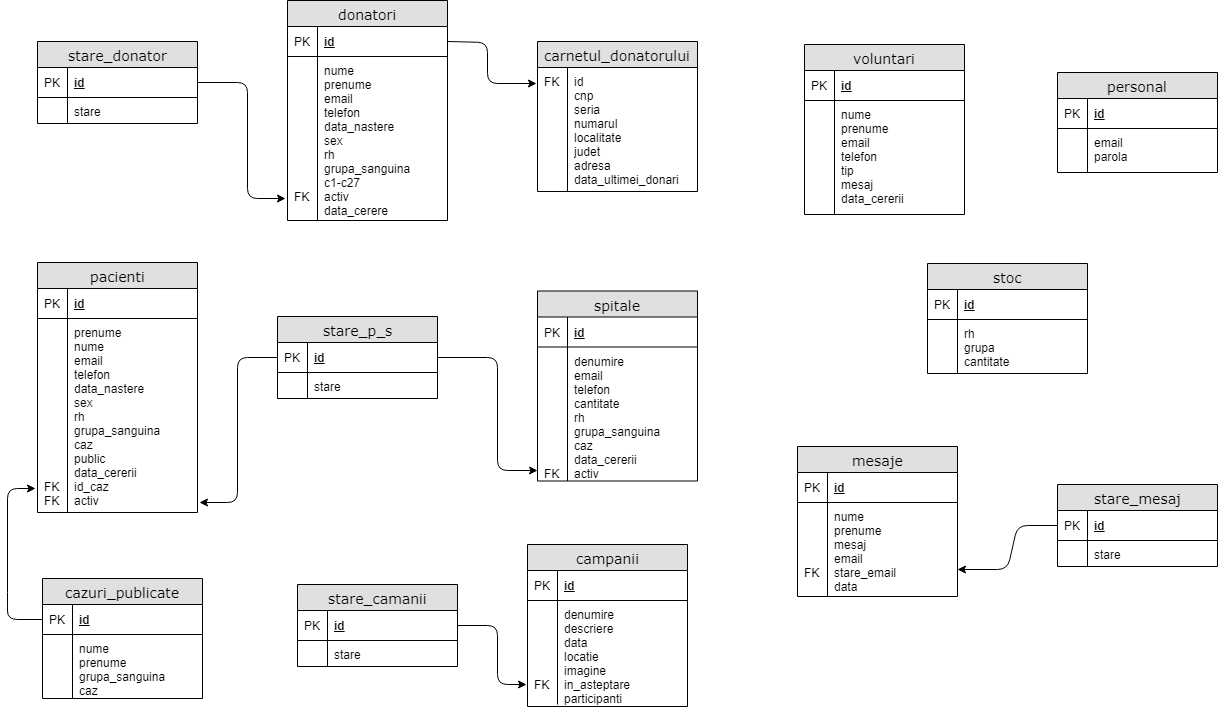 donatori
PK id
nume
prenume
email
telefon
data_nastere
sex
rh
grupa_sanguina
c1-c27
FK activ
data_cerere
stare_donator
PK id
stare
carnetul_donatorului
FK id
cnp
seria
numarul
localitate
judet
adresa
data_ultimei_donari
voluntari
PK id
nume
prenume
email
telefon
tip
mesaj
data_cererii
personal
PK id
email
parola
pacienti
PK id
prenume
nume
email
telefon
data_nastere
sex
rh
grupa_sanguina
caz
public
data_cererii
FK id_caz
FK activ
stare_p_s
PK id
stare
spitale
PK id
denumire
email
telefon
cantitate
rh
grupa_sanguina
caz
data_cererii
FK activ
stoc
PK id
rh
grupa
cantitate
mesaje
PK id
nume
prenume
mesaj
email
FK stare_email
data
stare_mesaj
PK id
stare
cazuri_publicate
PK id
nume
prenume
grupa_sanguina
caz
stare_camanii
PK id
stare
campanii
PK id
denumire
descriere
data
locatie
imagine
FK in_asteptare
participanti